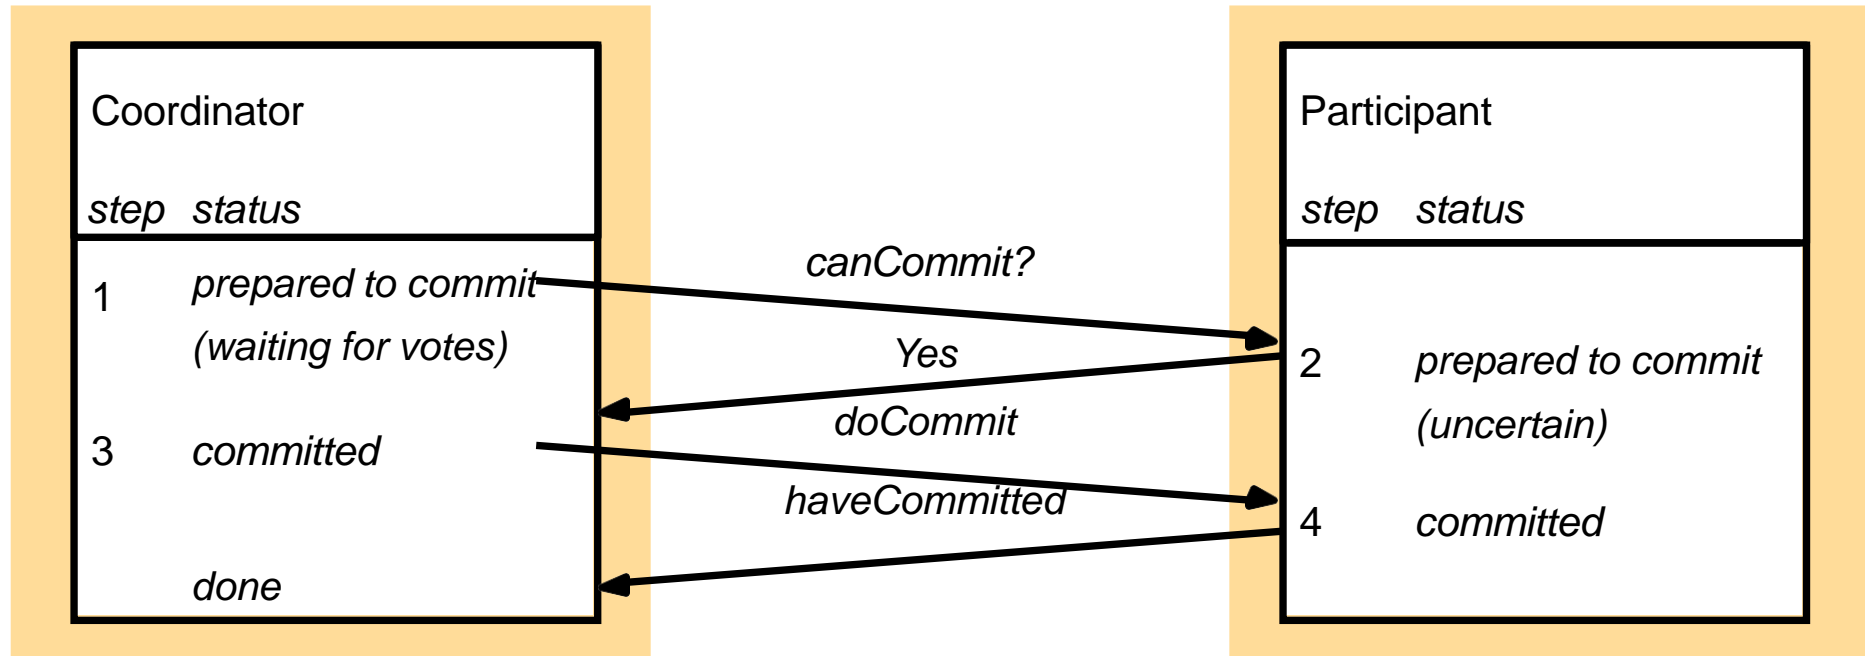 Coordinator
step status
1 prepared to commit
(waiting for votes)
3 committed
done
canCommit?
Yes
doCommit
haveCommitted
Participant
step status
2 prepared to commit
(uncertain)
4 committed